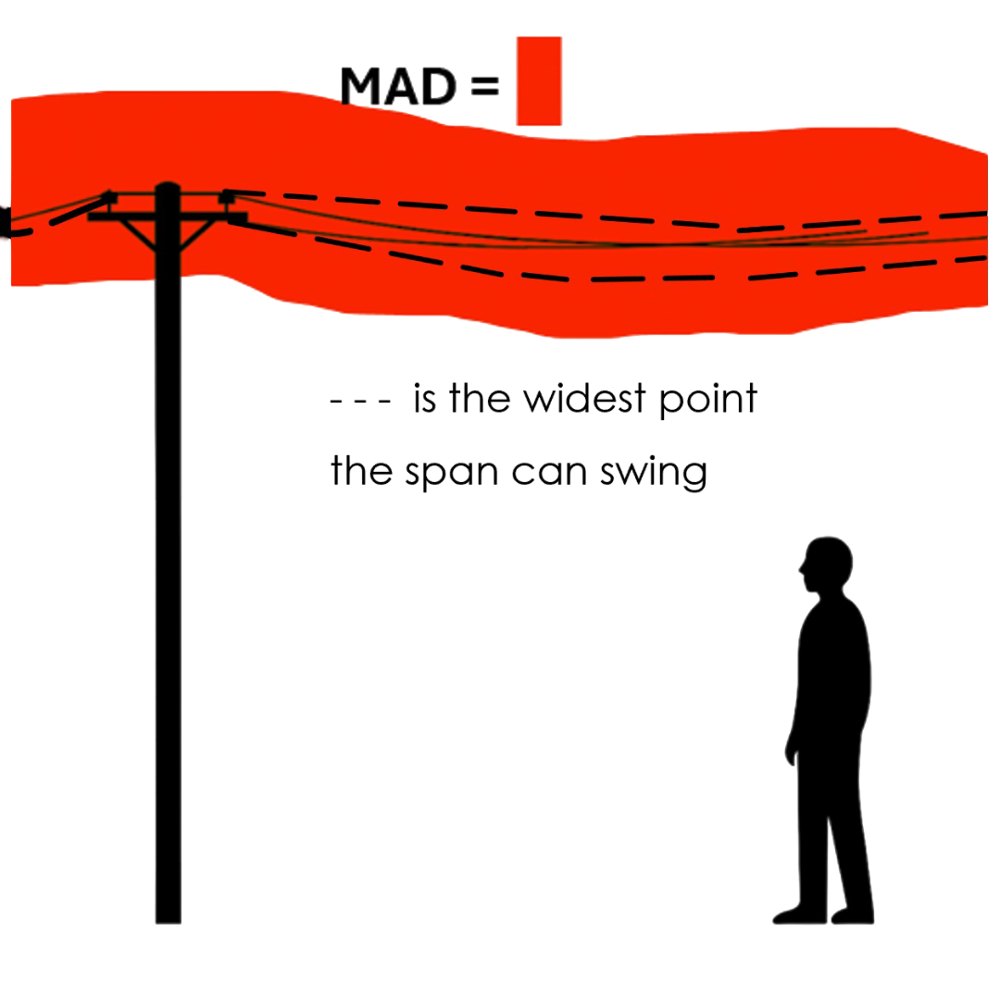 MAD =
- - - is the widest point
the span can swing